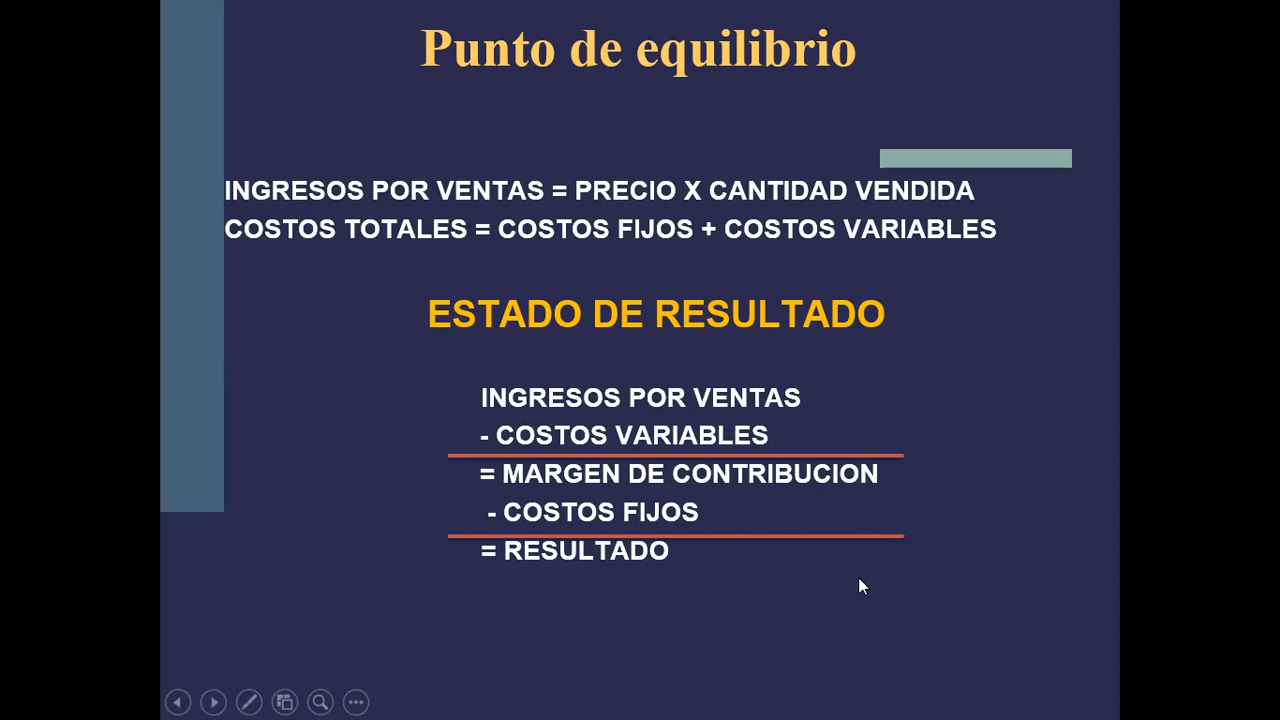 Punto de equilibrio
INGRESOS POR VENTAS = PRECIO X CANTIDAD VENDIDA
COSTOS TOTALES = COSTOS FIJOS + COSTOS VARIABLES
ESTADO DE RESULTADO
INGRESOS POR VENTAS
- COSTOS VARIABLES
= MARGEN DE CONTRIBUCION
- COSTOS FIJOS
= RESULTADO